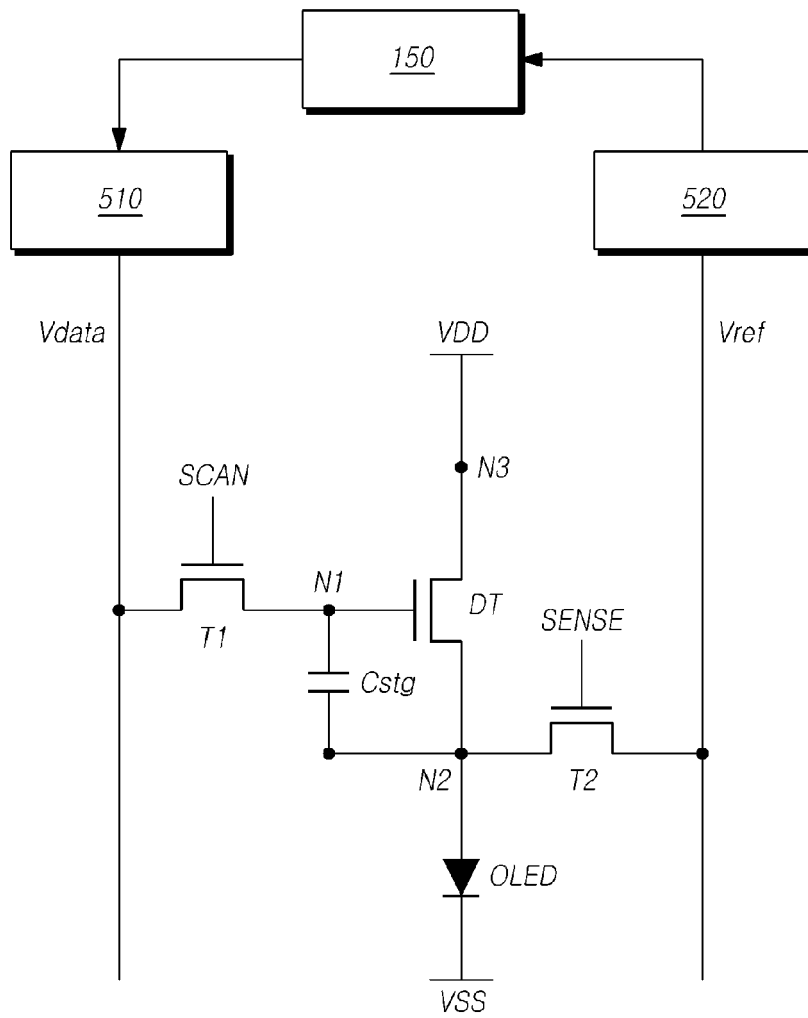 150
510
520
Vdata
VDD
Vref
N3
SCAN
N1
DT
SENSE
T1
Cstg
N2
T2
OLED
VSS